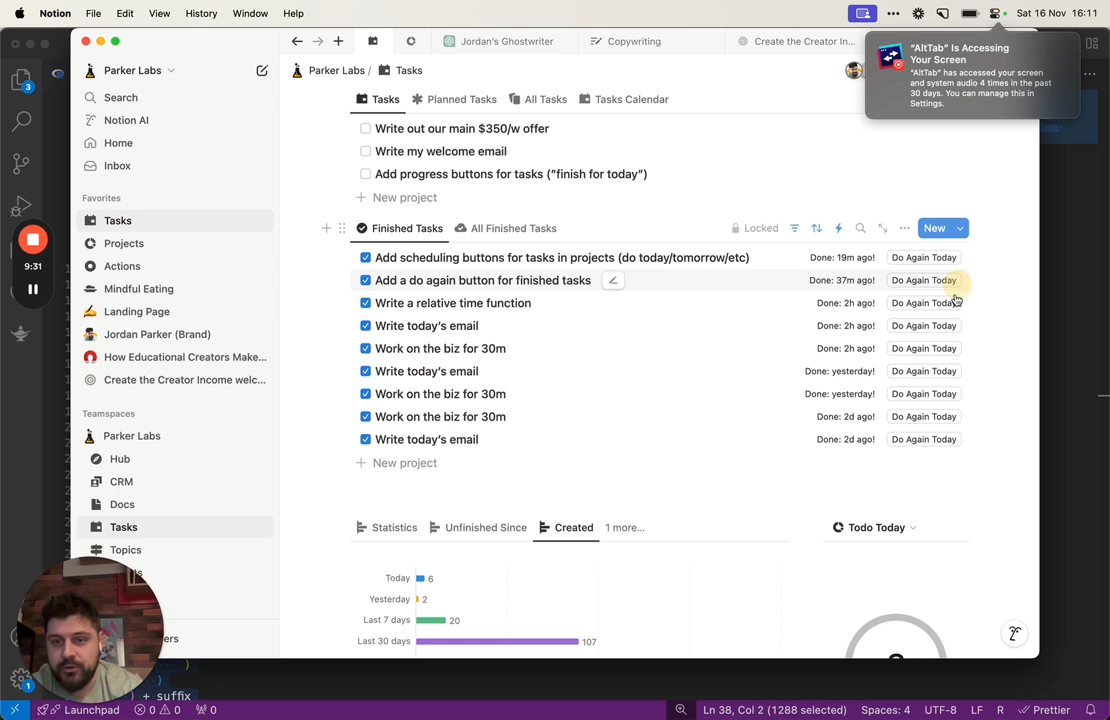 Notion File Edit View History Window Help Sat 16 Nov 16:11
Jordan's Ghostwriter Copywriting Create the Creator In...
"AltTab" Is Accessing
Your Screen
"AltTab" has accessed your screen
and system audio 4 times in the past
30 days. You can manage this in
Settings.
3
Parker Labs
Parker Labs / Tasks
Search
Notion AI
Home
Inbox
Favorites
Tasks
Projects
Actions
Mindful Eating
Landing Page
Jordan Parker (Brand)
How Educational Creators Make...
Create the Creator Income welc...
Teamspaces
Parker Labs
Hub
CRM
Docs
Tasks
Topics
9:31
Tasks Planned Tasks All Tasks Tasks Calendar
Write out our main $350/w offer
Write my welcome email
Add progress buttons for tasks ("finish for today")
New project
Finished Tasks All Finished Tasks Locked New
Add scheduling buttons for tasks in projects (do today/tomorrow/etc) Done: 19m ago! Do Again Today
Add a do again button for finished tasks Done: 37m ago! Do Again Today
Write a relative time function Done: 2h ago! Do Again Today
Write today's email Done: 2h ago! Do Again Today
Work on the biz for 30m Done: 2h ago! Do Again Today
Write today's email Done: yesterday! Do Again Today
Work on the biz for 30m Done: yesterday! Do Again Today
Work on the biz for 30m Done: 2d ago! Do Again Today
Write today's email Done: 2d ago! Do Again Today
New project
Statistics Unfinished Since Created 1 more... Todo Today
Today 6
Yesterday 2
Last 7 days 20
Last 30 days 107
1
) + suffix
Launchpad 0 0 0 Ln 38, Col 2 (1288 selected) Spaces: 4 UTF-8 LF R Prettier